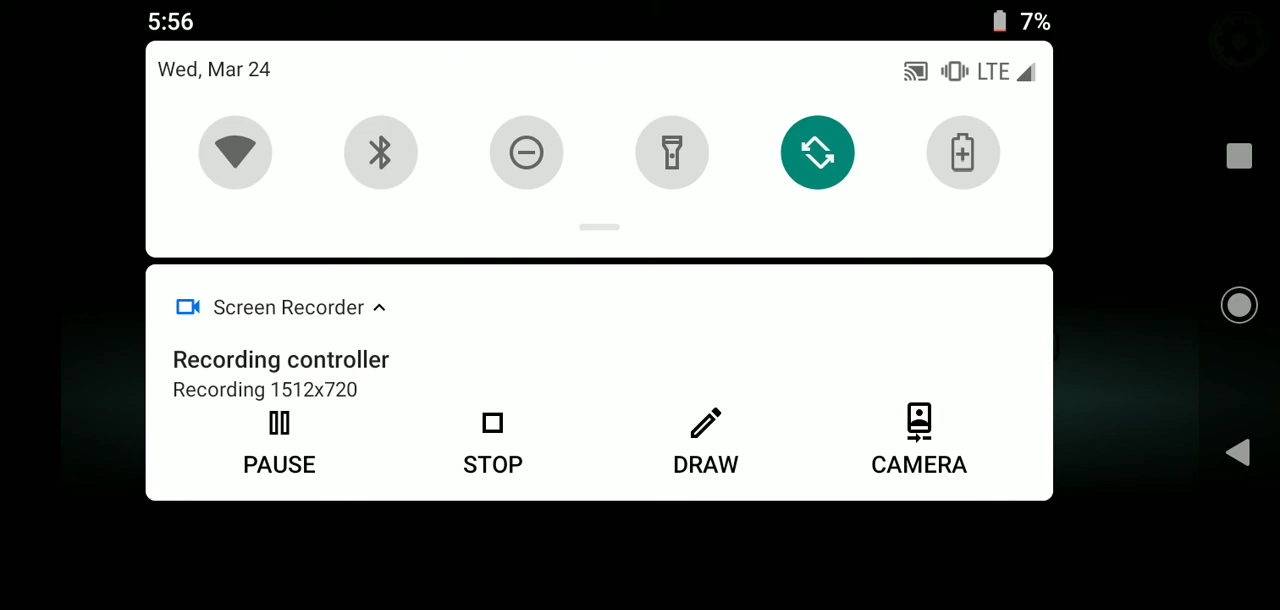 5:56 7%
Wed, Mar 24 LTE
Screen Recorder
Recording controller
Recording 1512x720
PAUSE STOP DRAW CAMERA